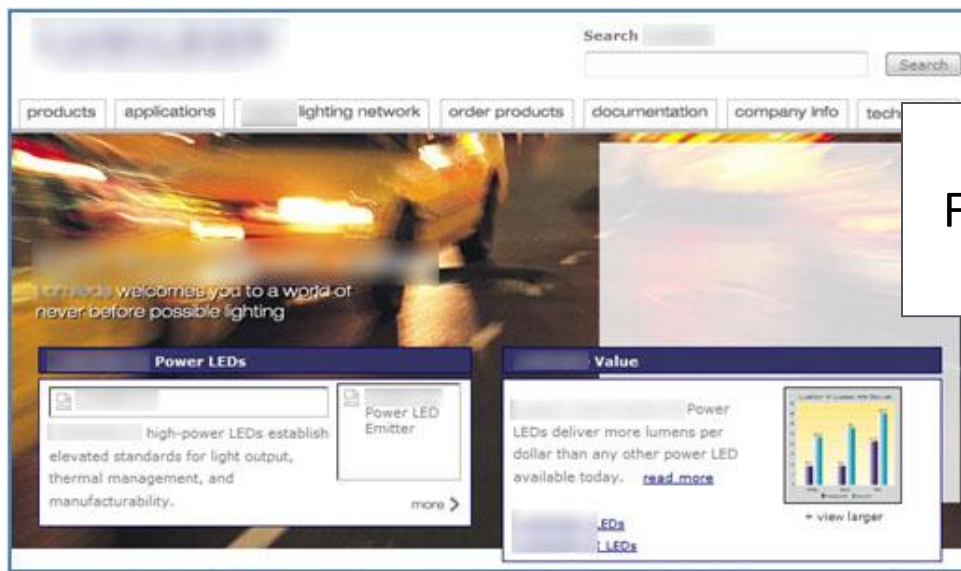 Search
Search
products
applications
lighting network
order products
documentation
company info
tech
F
welcomes you to a world of
never before possible lighting
Power LEDs
Power LED
Emitter
high-power LEDs establish
elevated standards for light output,
thermal management, and
manufacturability.
more >
Value
Power
LEDs deliver more lumens per
dollar than any other power LED
available today. read more
+ view larger
LEDs
LEDs